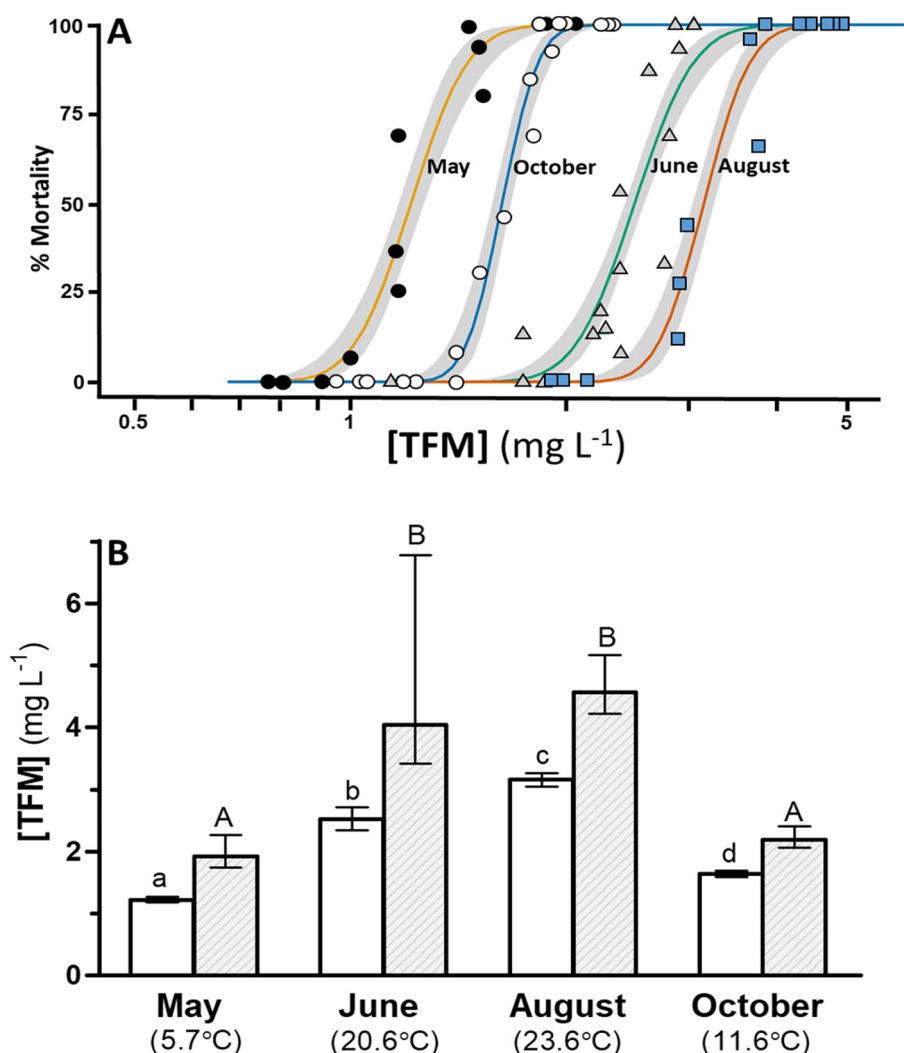 A
100
75
50
25
0
% Mortality
May
October
June
August
0.5
1
5
[TFM] (mg L⁻¹)
B
6
4
2
0
[TFM] (mg L⁻¹)
a
A
b
B
c
B
d
A
May
June
August
October
(5.7°C)
(20.6°C)
(23.6°C)
(11.6°C)